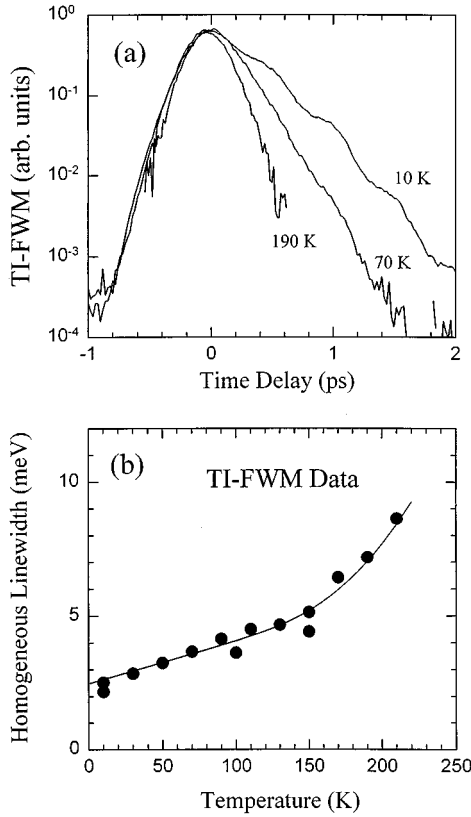 10⁰
(a)
10⁻¹
10⁻²
10⁻³
10⁻⁴
TI-FWM (arb. units)
10 K
190 K
70 K
-1 0 1 2
Time Delay (ps)
(b)
TI-FWM Data
10
5
0
Homogeneous Linewidth (meV)
0 50 100 150 200 250
Temperature (K)